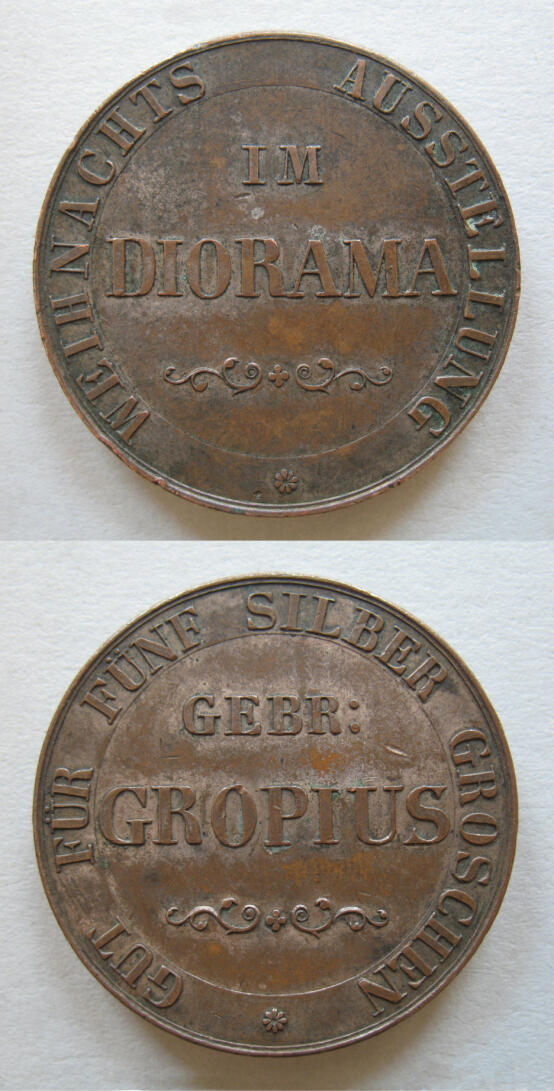 WEIHNACHTS AUSSTELLUNG
IM
DIORAMA
GUT FÜR FÜNF SILBER GROSCHEN
GEBR:
GROPIUS